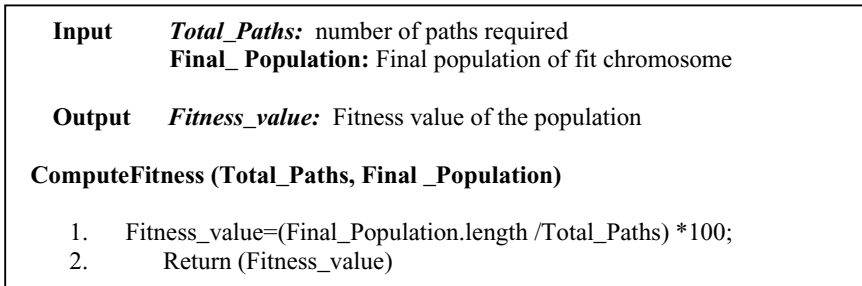 Input Total_Paths: number of paths required
Final_ Population: Final population of fit chromosome
Output Fitness_value: Fitness value of the population
ComputeFitness (Total_Paths, Final _Population)
1. Fitness_value=(Final_Population.length /Total_Paths) *100;
2. Return (Fitness_value)